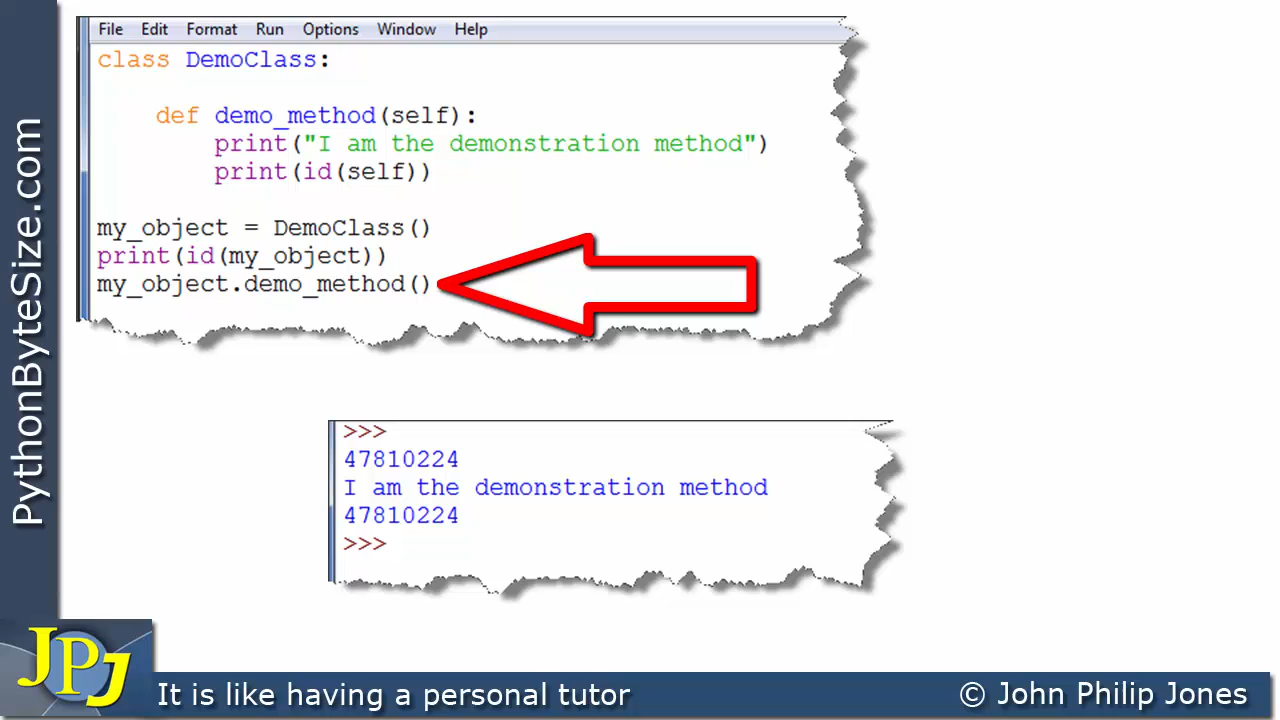 File Edit Format Run Options Window Help
class DemoClass:
def demo_method(self):
print("I am the demonstration method")
print(id(self))
my_object = DemoClass()
print(id(my_object))
my_object.demo_method()
>>>
47810224
I am the demonstration method
47810224
>>>
PythonByteSize.com
JPJ
It is like having a personal tutor
© John Philip Jones